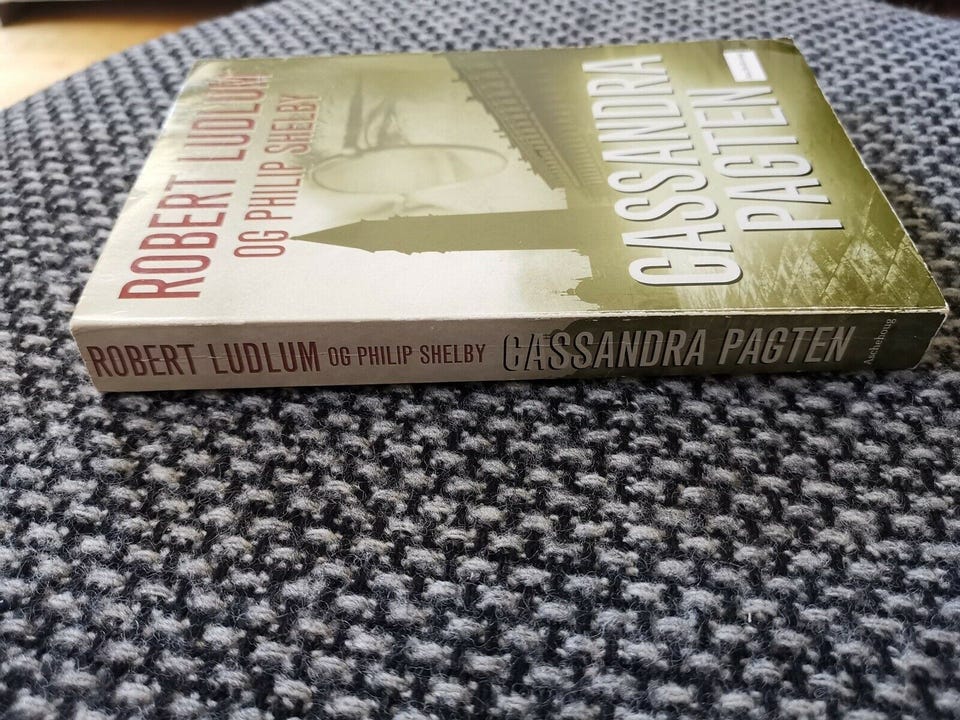 ROBERT LUDLUM
OG PHILIP SHELBY
CASSANDRA
PAGTEN
ROBERT LUDLUM OG PHILIP SHELBY CASSANDRA PAGTEN Aschehoug